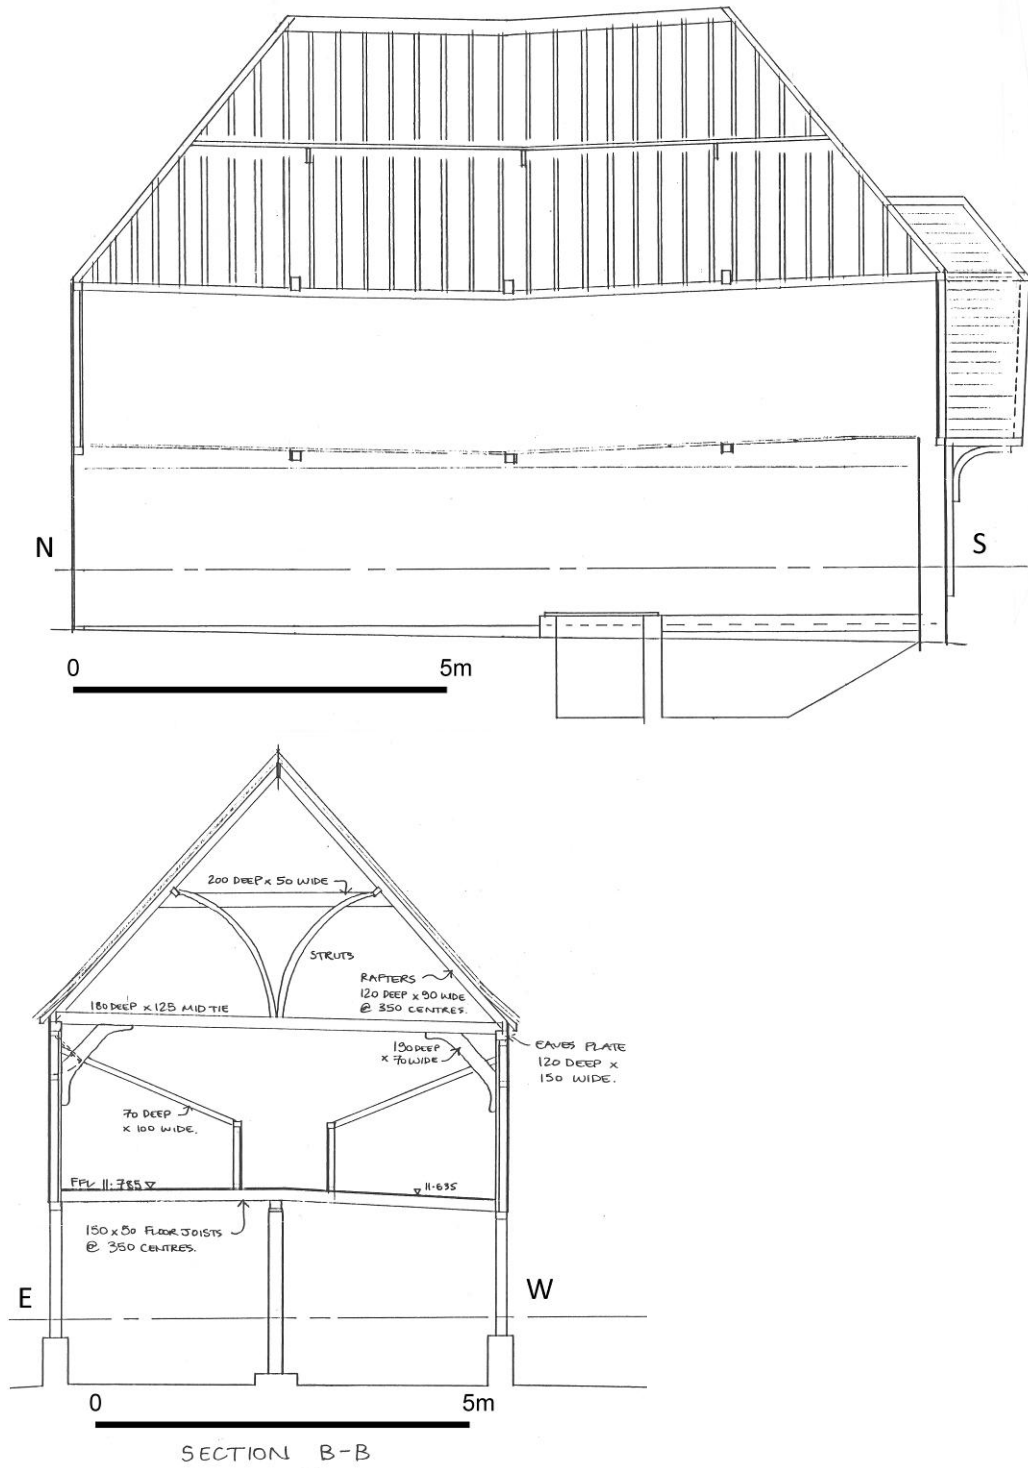 N
S
0 5m
200 DEEP x 50 WIDE
STRUTS
RAFTERS
120 DEEP x 90 WIDE
@ 350 CENTRES.
180 DEEP x 125 MID TIE
190 DEEP
x 70 WIDE
EAVES PLATE
120 DEEP x
150 WIDE.
70 DEEP
x 100 WIDE.
FFL 11.785
11.695
150 x 50 FLOOR JOISTS
@ 350 CENTRES.
E
W
0 5m
SECTION B-B